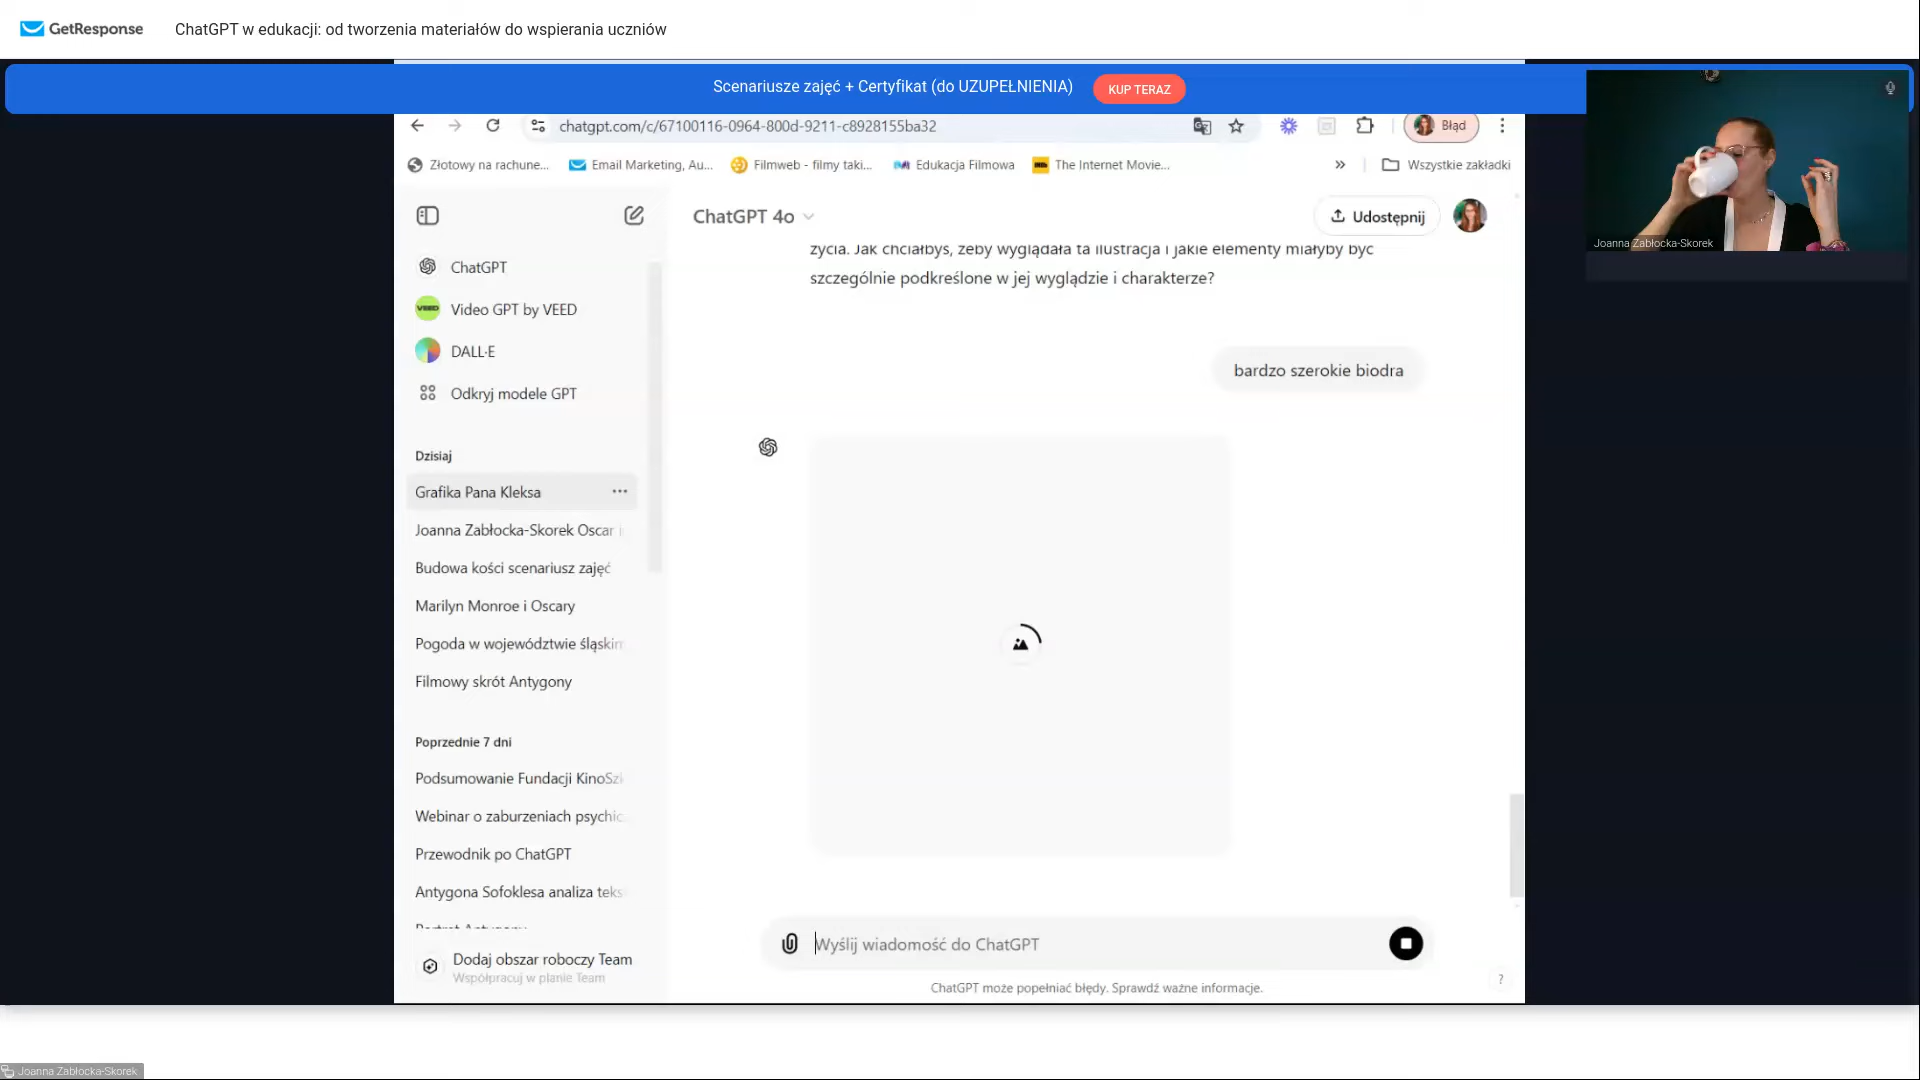 GetResponse
ChatGPT w edukacji: od tworzenia materiałów do wspierania uczniów
Scenariusze zajęć + Certyfikat (do UZUPEŁNIENIA)
KUP TERAZ
chatgpt.com/c/67100116-0964-800d-9211-c8928155ba32
Błąd
Złotowy na rachune...
Email Marketing, Au...
Filmweb - filmy taki...
Edukacja Filmowa
The Internet Movie...
Wszystkie zakładki
Joanna Zabłocka-Skorek
ChatGPT 4o
Udostępnij
ChatGPT
Video GPT by VEED
DALL·E
Odkryj modele GPT
Dzisiaj
Grafika Pana Kleksa
Joanna Zabłocka-Skorek Oscar
Budowa kości scenariusz zajęć
Marilyn Monroe i Oscary
Pogoda w województwie śląskim
Filmowy skrót Antygony
Poprzednie 7 dni
Podsumowanie Fundacji KinoSzk
Webinar o zaburzeniach psychic
Przewodnik po ChatGPT
Antygona Sofoklesa analiza teks
Portret Antygony
Dodaj obszar roboczy Team
Współpracuj w planie Team
życia. Jak chciałbyś, żeby wyglądała ta ilustracja i jakie elementy miałyby być
szczególnie podkreślone w jej wyglądzie i charakterze?
bardzo szerokie biodra
Wyślij wiadomość do ChatGPT
ChatGPT może popełniać błędy. Sprawdź ważne informacje.
?
Joanna Zabłocka-Skorek